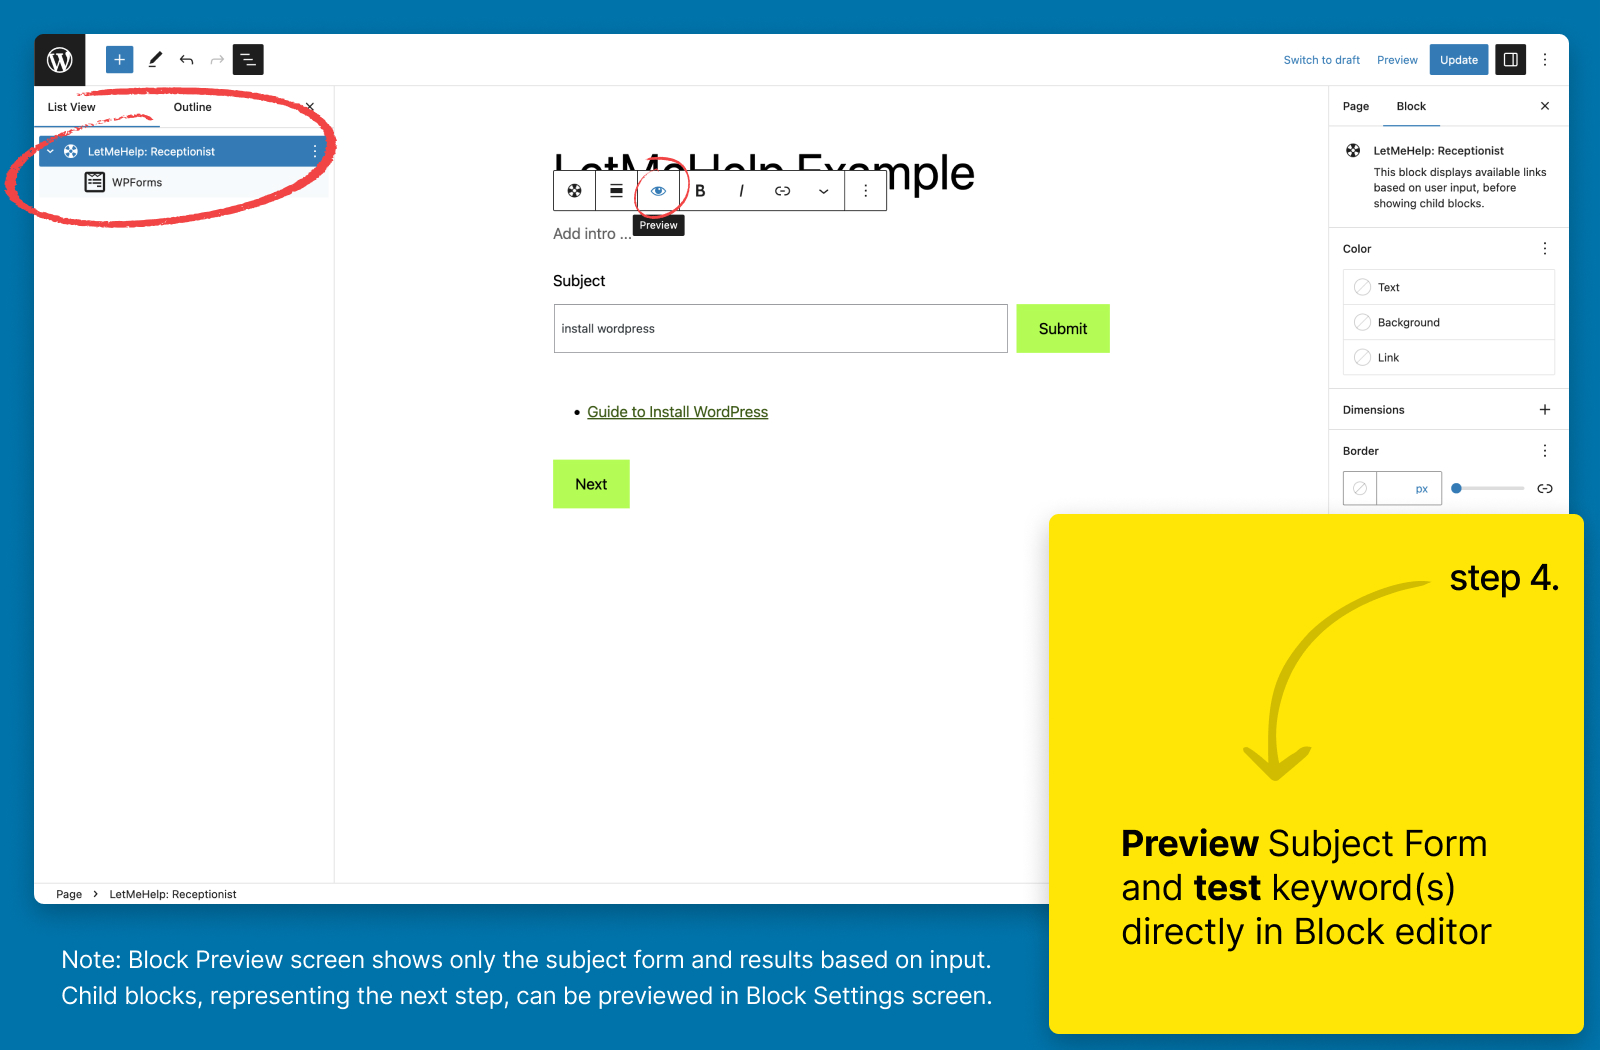 Switch to draft
Preview
Update
List View
Outline
Page
Block
LetMeHelp: Receptionist
WPForms
LetMeHelp Example
B
I
Preview
Add intro ...
Subject
install wordpress
Submit
Guide to Install WordPress
Next
LetMeHelp: Receptionist
This block displays available links
based on user input, before
showing child blocks.
Color
Text
Background
Link
Dimensions
Border
px
Page > LetMeHelp: Receptionist
step 4.
Preview Subject Form
and test keyword(s)
directly in Block editor
Note: Block Preview screen shows only the subject form and results based on input.
Child blocks, representing the next step, can be previewed in Block Settings screen.